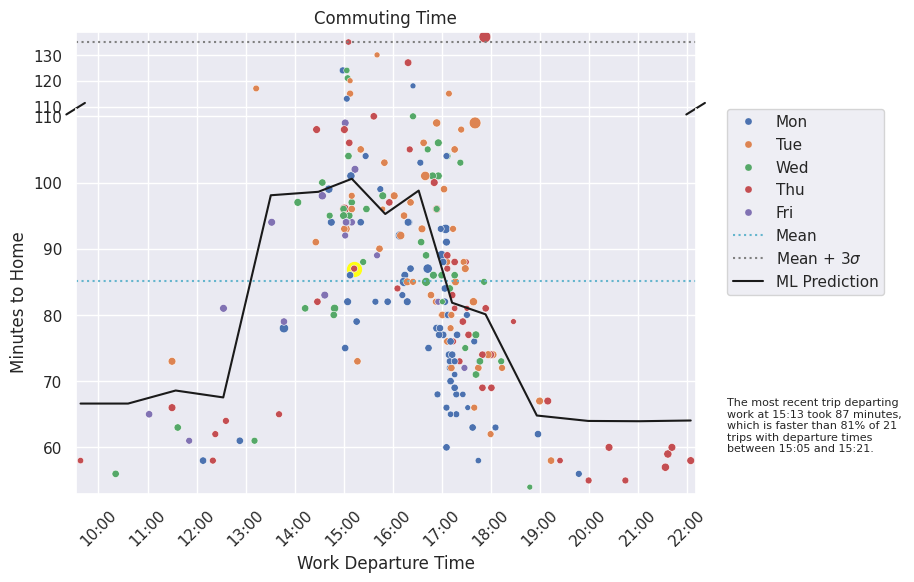 Commuting Time
130
120
110
110
100
90
80
70
60
Minutes to Home
10:00
11:00
12:00
13:00
14:00
15:00
16:00
17:00
18:00
19:00
20:00
21:00
22:00
Work Departure Time
Mon
Tue
Wed
Thu
Fri
Mean
Mean + 3σ
ML Prediction
The most recent trip departing
work at 15:13 took 87 minutes,
which is faster than 81% of 21
trips with departure times
between 15:05 and 15:21.